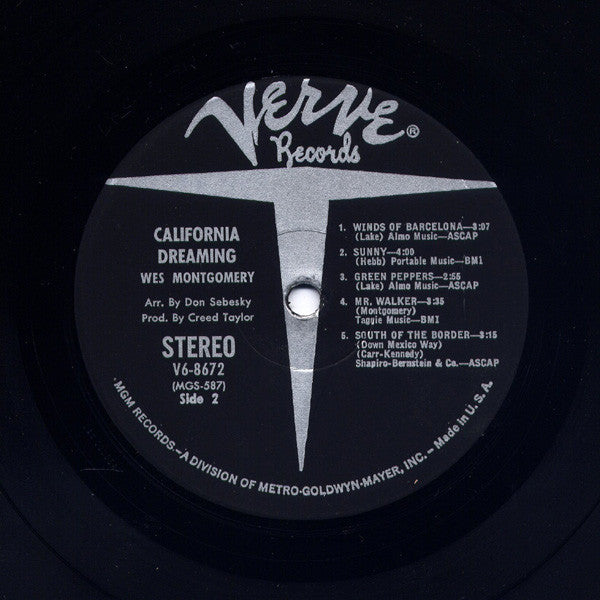 Verve®
Records
CALIFORNIA
DREAMING
WES MONTGOMERY
Arr. By Don Sebesky
Prod. By Creed Taylor
STEREO
V6-8672
(MGS-587)
Side 2
1. WINDS OF BARCELONA—3:07
(Lake) Almo Music—ASCAP
2. SUNNY—4:00
(Hebb) Portable Music—BMI
3. GREEN PEPPERS—2:55
(Lake) Almo Music—ASCAP
4. MR. WALKER—3:35
(Montgomery)
Taggie Music—BMI
5. SOUTH OF THE BORDER—3:15
(Down Mexico Way)
(Carr-Kennedy)
Shapiro-Bernstein & Co.—ASCAP
MGM RECORDS—A DIVISION OF METRO-GOLDWYN-MAYER, INC.—Made in U.S.A.